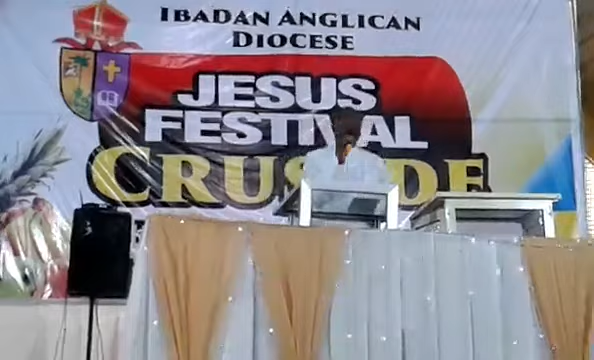 IBADAN ANGLICAN
DIOCESE
JESUS
FESTIVAL
CRUSADE